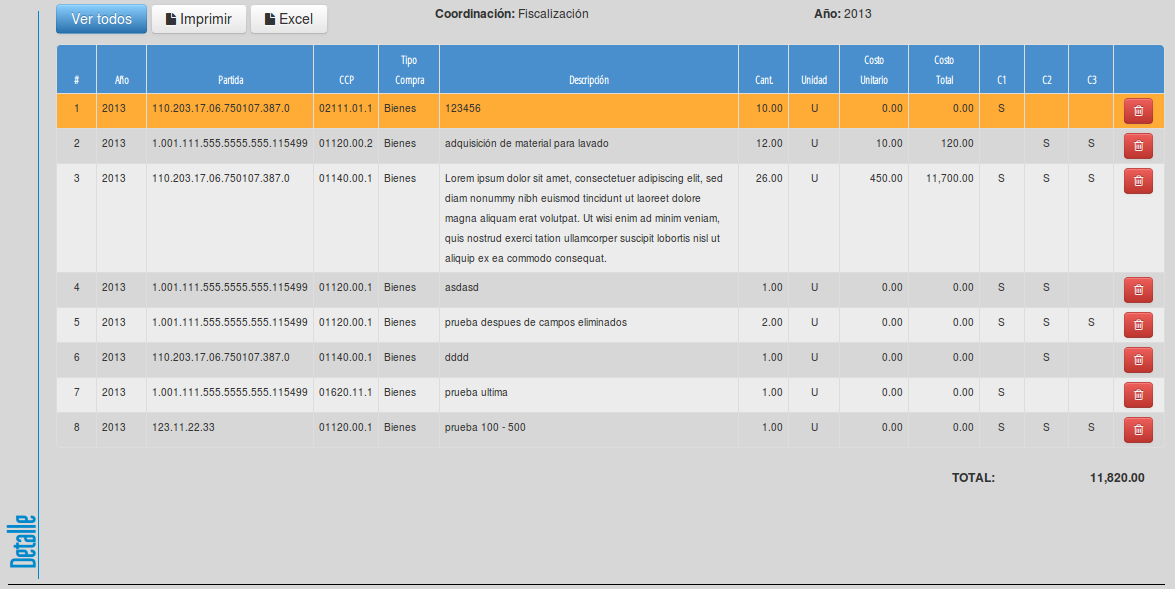 Ver todos Imprimir Excel Coordinación: Fiscalización Año: 2013
# Año Partida CCP Tipo Compra Descripción Cant. Unidad Costo Unitario Costo Total C1 C2 C3
1 2013 110.203.17.06.750107.387.0 02111.01.1 Bienes 123456 10.00 U 0.00 0.00 S
2 2013 1.001.111.555.5555.555.115499 01120.00.2 Bienes adquisición de material para lavado 12.00 U 10.00 120.00 S S
3 2013 110.203.17.06.750107.387.0 01140.00.1 Bienes Lorem ipsum dolor sit amet, consectetuer adipiscing elit, sed 26.00 U 450.00 11,700.00 S S S
diam nonummy nibh euismod tincidunt ut laoreet dolore
magna aliquam erat volutpat. Ut wisi enim ad minim veniam,
quis nostrud exerci tation ullamcorper suscipit lobortis nisl ut
aliquip ex ea commodo consequat.
4 2013 1.001.111.555.5555.555.115499 01120.00.1 Bienes asdasd 1.00 U 0.00 0.00 S S
5 2013 1.001.111.555.5555.555.115499 01120.00.1 Bienes prueba despues de campos eliminados 2.00 U 0.00 0.00 S S S
6 2013 110.203.17.06.750107.387.0 01140.00.1 Bienes dddd 1.00 U 0.00 0.00 S
7 2013 1.001.111.555.5555.555.115499 01620.11.1 Bienes prueba ultima 1.00 U 0.00 0.00 S
8 2013 123.11.22.33 01120.00.1 Bienes prueba 100 - 500 1.00 U 0.00 0.00 S S S
TOTAL: 11,820.00
Detalle